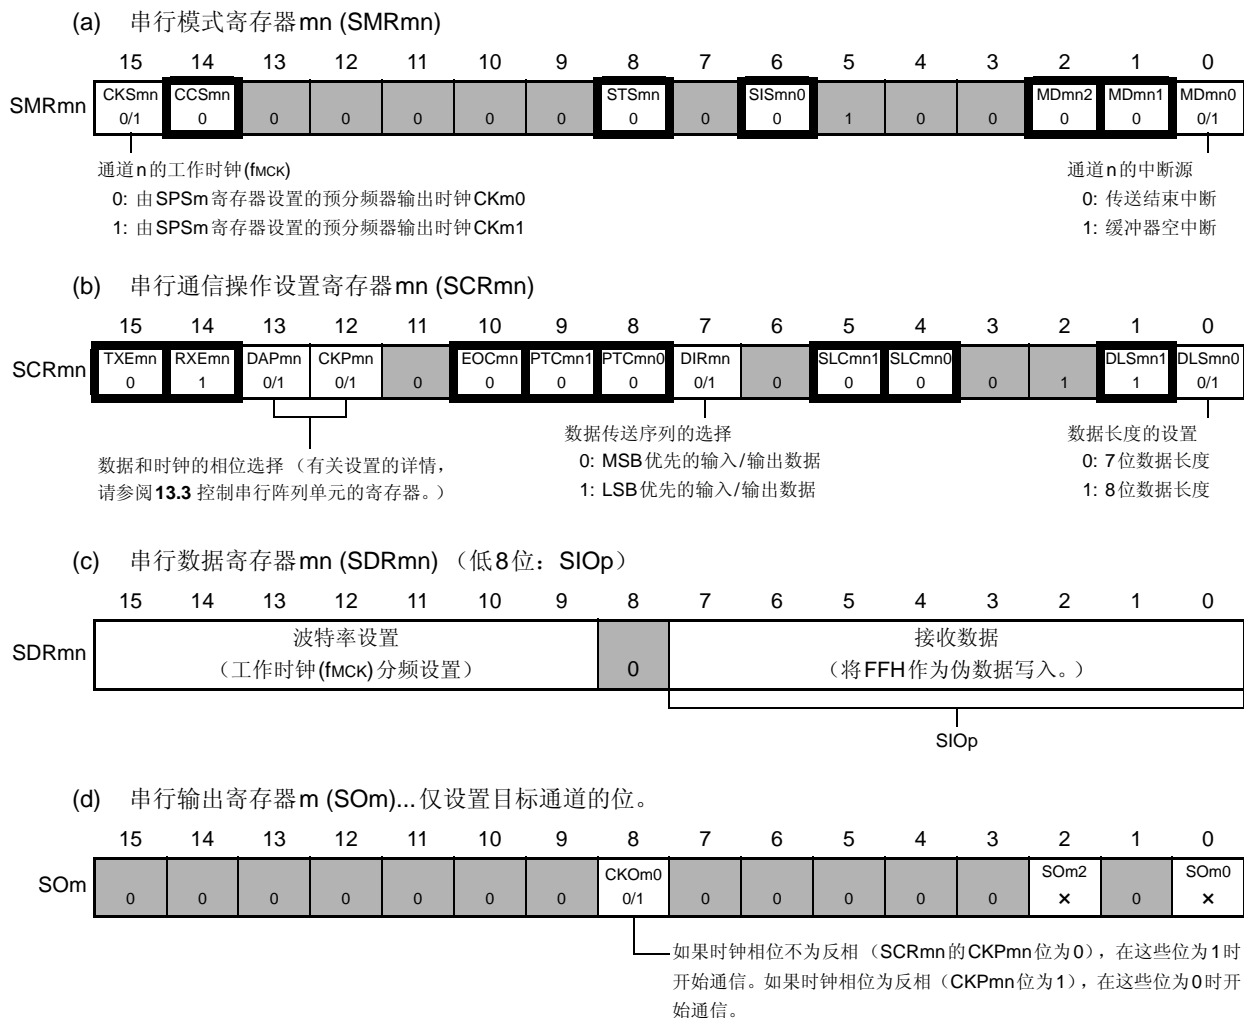 (a) 串行模式寄存器mn (SMRmn)
15 14 13 12 11 10 9 8 7 6 5 4 3 2 1 0
SMRmn
CKSmn CCSmn STSmn SISmn0 MDmn2 MDmn1 MDmn0
0/1 0 0 0 0 0 0 0 0 0 1 0 0 0 0 0/1
通道n的工作时钟(fMCK)
0: 由SPSm寄存器设置的预分频器输出时钟CKm0
1: 由SPSm寄存器设置的预分频器输出时钟CKm1
通道n的中断源
0: 传送结束中断
1: 缓冲器空中断
(b) 串行通信操作设置寄存器mn (SCRmn)
15 14 13 12 11 10 9 8 7 6 5 4 3 2 1 0
SCRmn
TXEmn RXEmn DAPmn CKPmn EOCmn PTCmn1 PTCmn0 DIRmn SLCmn1 SLCmn0 DLSmn1 DLSmn0
0 1 0/1 0/1 0 0 0 0 0/1 0 0 0 0 1 1 0/1
数据和时钟的相位选择（有关设置的详情，
请参阅13.3 控制串行阵列单元的寄存器。）
数据传送序列的选择
0: MSB优先的输入/输出数据
1: LSB优先的输入/输出数据
数据长度的设置
0: 7位数据长度
1: 8位数据长度
(c) 串行数据寄存器mn (SDRmn) （低8位：SIOp）
15 14 13 12 11 10 9 8 7 6 5 4 3 2 1 0
SDRmn
波特率设置
（工作时钟(fMCK)分频设置）
0
接收数据
（将FFH作为伪数据写入。）
SIOp
(d) 串行输出寄存器m (SOm)...仅设置目标通道的位。
15 14 13 12 11 10 9 8 7 6 5 4 3 2 1 0
SOm
CKOm0 SOm2 SOm0
0 0 0 0 0 0 0 0/1 0 0 0 0 0 × 0 ×
如果时钟相位不为反相（SCRmn的CKPmn位为0），在这些位为1时
开始通信。如果时钟相位为反相（CKPmn位为1），在这些位为0时开
始通信。